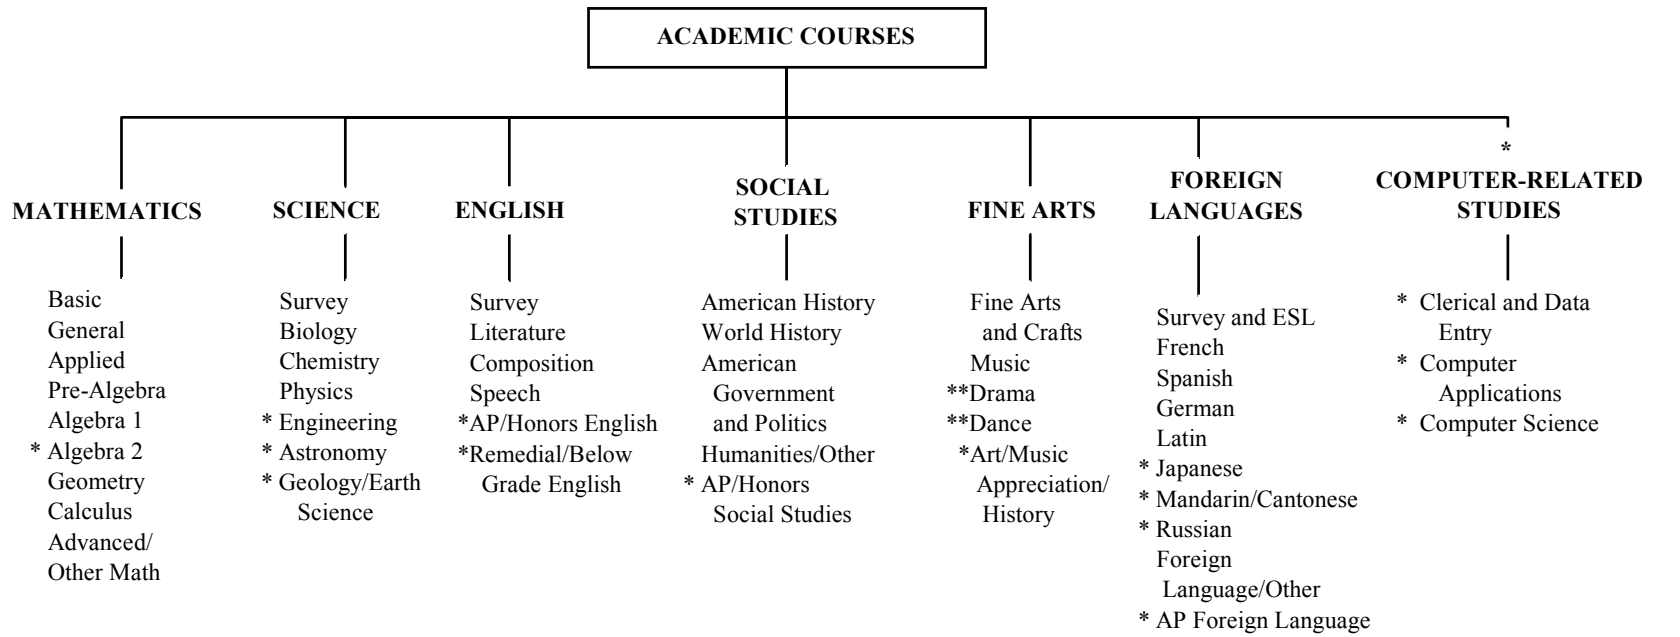 ACADEMIC COURSES
MATHEMATICS
Basic
General
Applied
Pre-Algebra
Algebra 1
* Algebra 2
Geometry
Calculus
Advanced/
Other Math
SCIENCE
Survey
Biology
Chemistry
Physics
* Engineering
* Astronomy
* Geology/Earth
Science
ENGLISH
Survey
Literature
Composition
Speech
*AP/Honors English
*Remedial/Below
Grade English
SOCIAL
STUDIES
American History
World History
American
Government
and Politics
Humanities/Other
* AP/Honors
Social Studies
FINE ARTS
Fine Arts
and Crafts
Music
**Drama
**Dance
*Art/Music
Appreciation/
History
FOREIGN
LANGUAGES
Survey and ESL
French
Spanish
German
Latin
* Japanese
* Mandarin/Cantonese
* Russian
Foreign
Language/Other
* AP Foreign Language
*
COMPUTER-RELATED
STUDIES
* Clerical and Data
Entry
* Computer
Applications
* Computer Science